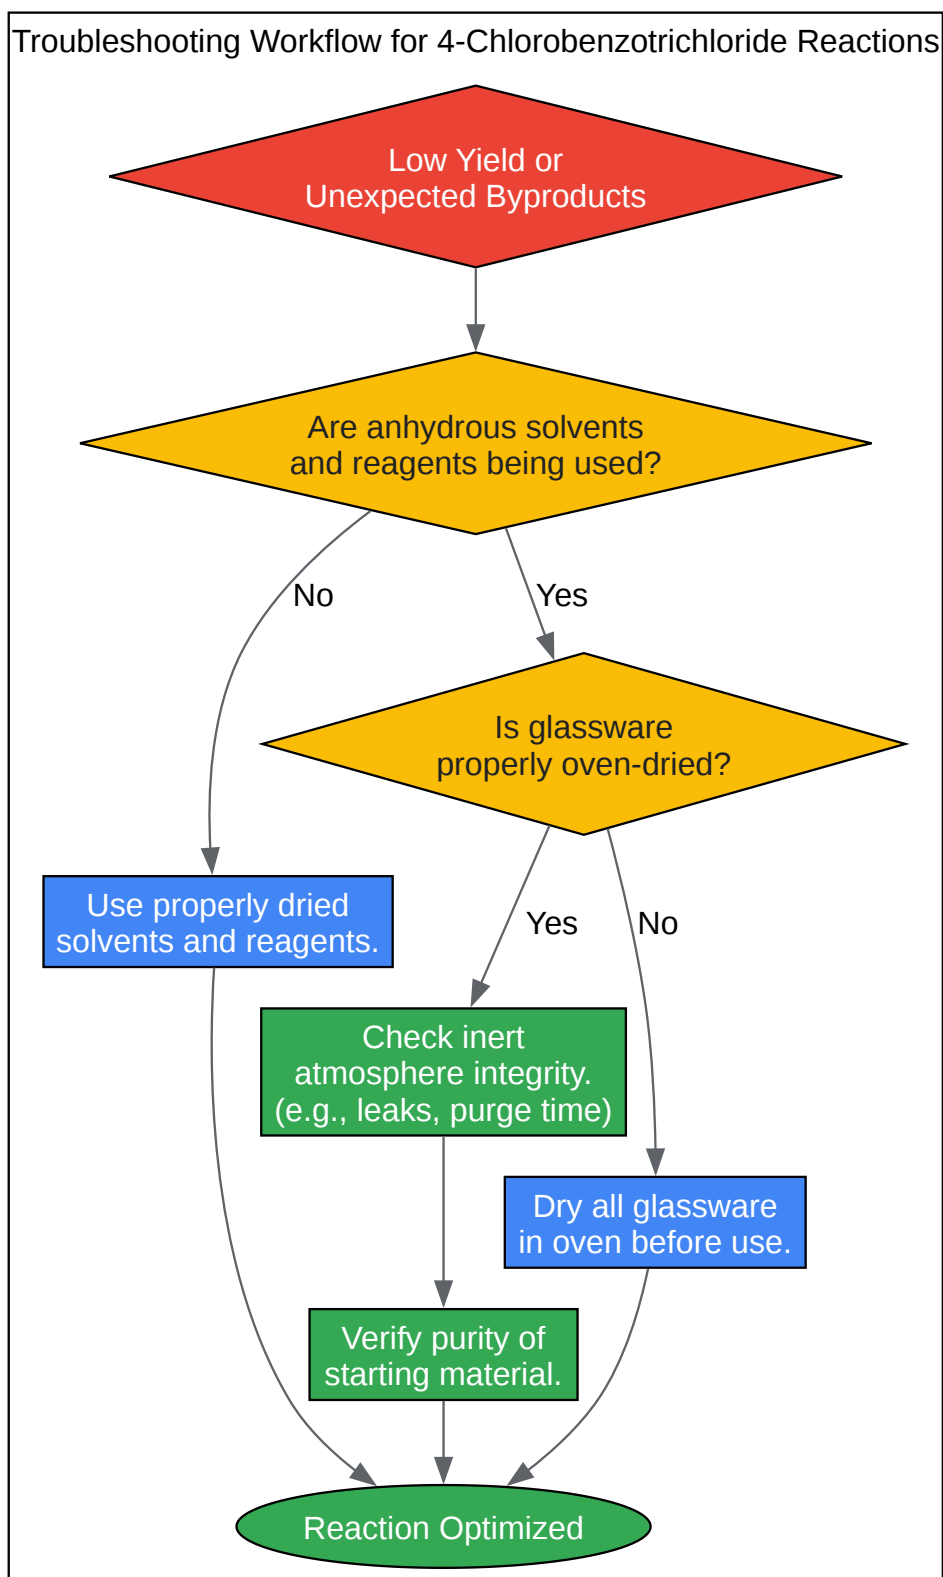 Troubleshooting Workflow for 4-Chlorobenzotrichloride Reactions
Low Yield or
Unexpected Byproducts
Are anhydrous solvents
and reagents being used?
No
Yes
Is glassware
properly oven-dried?
Use properly dried
solvents and reagents.
Yes
No
Check inert
atmosphere integrity.
(e.g., leaks, purge time)
Dry all glassware
in oven before use.
Verify purity of
starting material.
Reaction Optimized